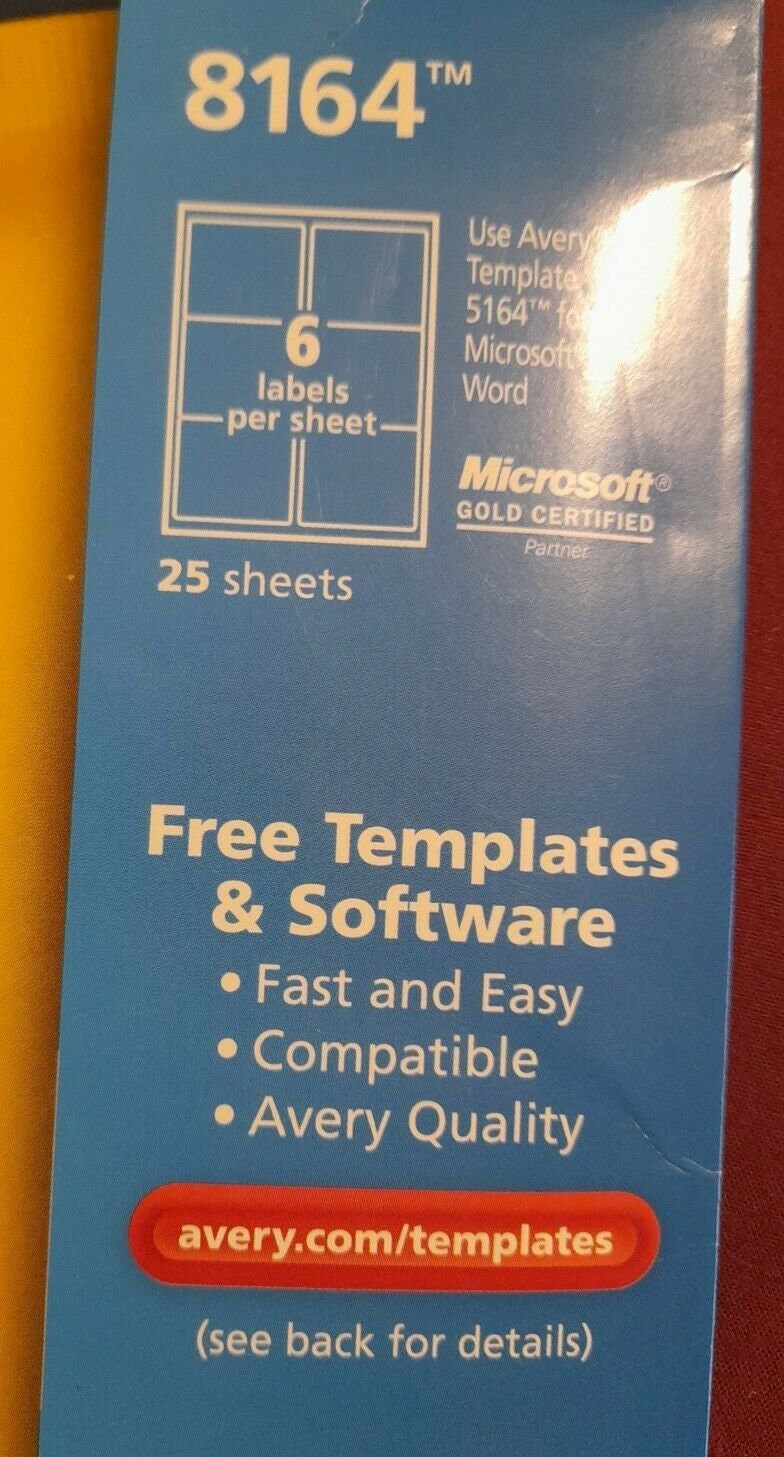 8164™
6
labels
per sheet
25 sheets
Use Avery
Template
5164™
Microsoft
Word
Microsoft®
GOLD CERTIFIED
Partner
Free Templates
& Software
• Fast and Easy
• Compatible
• Avery Quality
avery.com/templates
(see back for details)